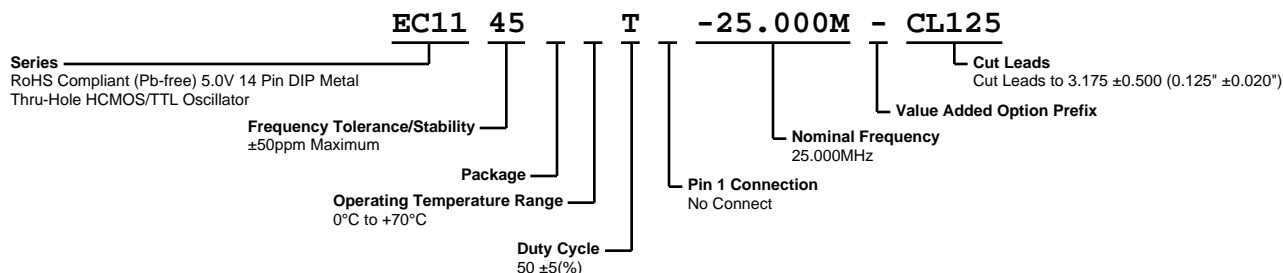 EC11 45 T -25.000M - CL125
Series
RoHS Compliant (Pb-free) 5.0V 14 Pin DIP Metal
Thru-Hole HCMOS/TTL Oscillator
Cut Leads
Cut Leads to 3.175 ±0.500 (0.125" ±0.020")
Value Added Option Prefix
Frequency Tolerance/Stability
±50ppm Maximum
Nominal Frequency
25.000MHz
Package
Pin 1 Connection
No Connect
Operating Temperature Range
0°C to +70°C
Duty Cycle
50 ±5(%)